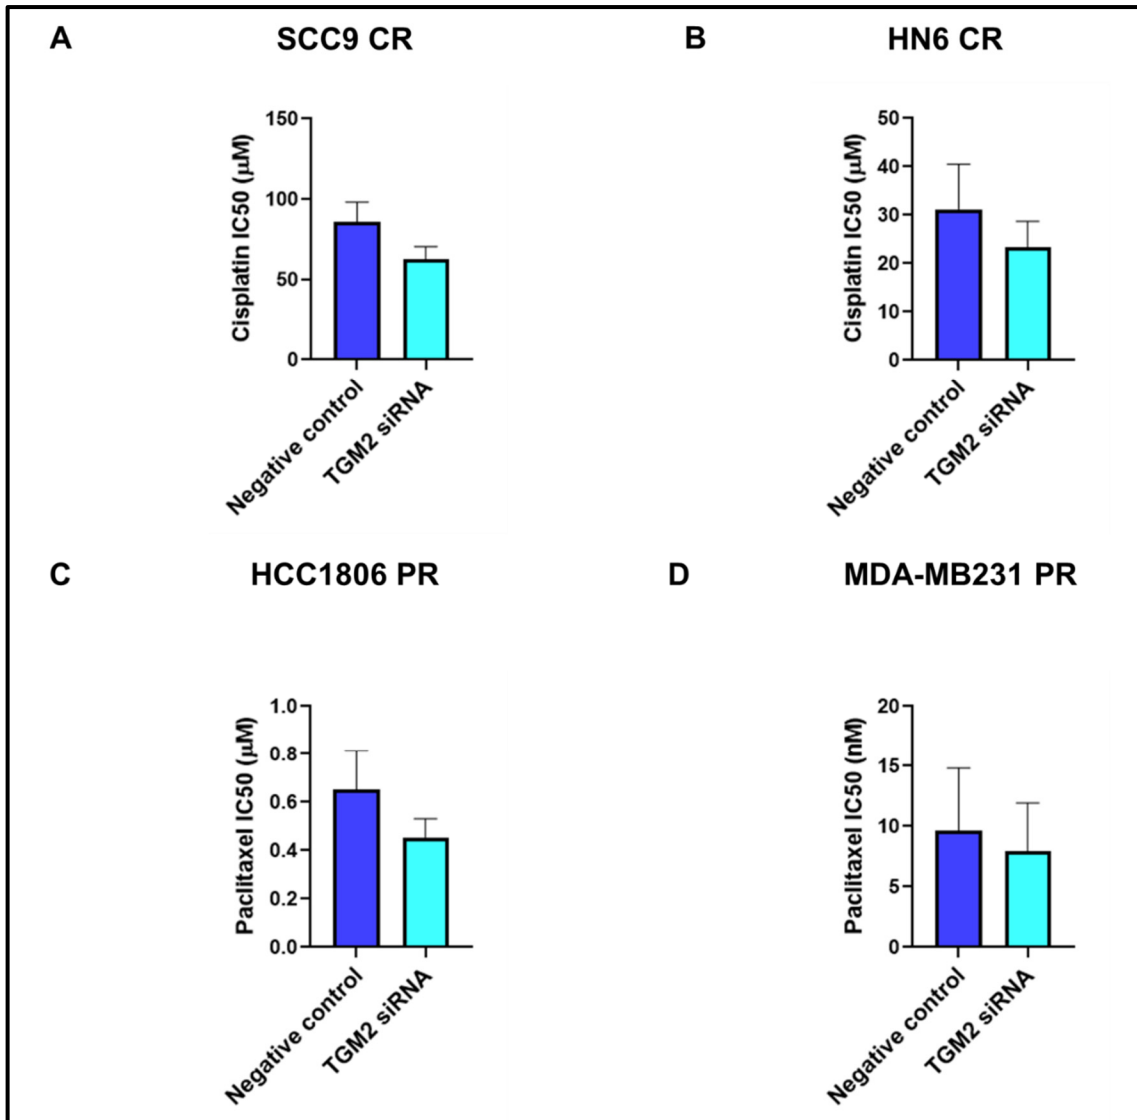 A
SCC9 CR
Cisplatin IC50 (μM)
150
100
50
0
Negative control
TGM2 siRNA
B
HN6 CR
Cisplatin IC50 (μM)
50
40
30
20
10
0
Negative control
TGM2 siRNA
C
HCC1806 PR
Paclitaxel IC50 (μM)
1.0
0.8
0.6
0.4
0.2
0.0
Negative control
TGM2 siRNA
D
MDA-MB231 PR
Paclitaxel IC50 (nM)
20
15
10
5
0
Negative control
TGM2 siRNA